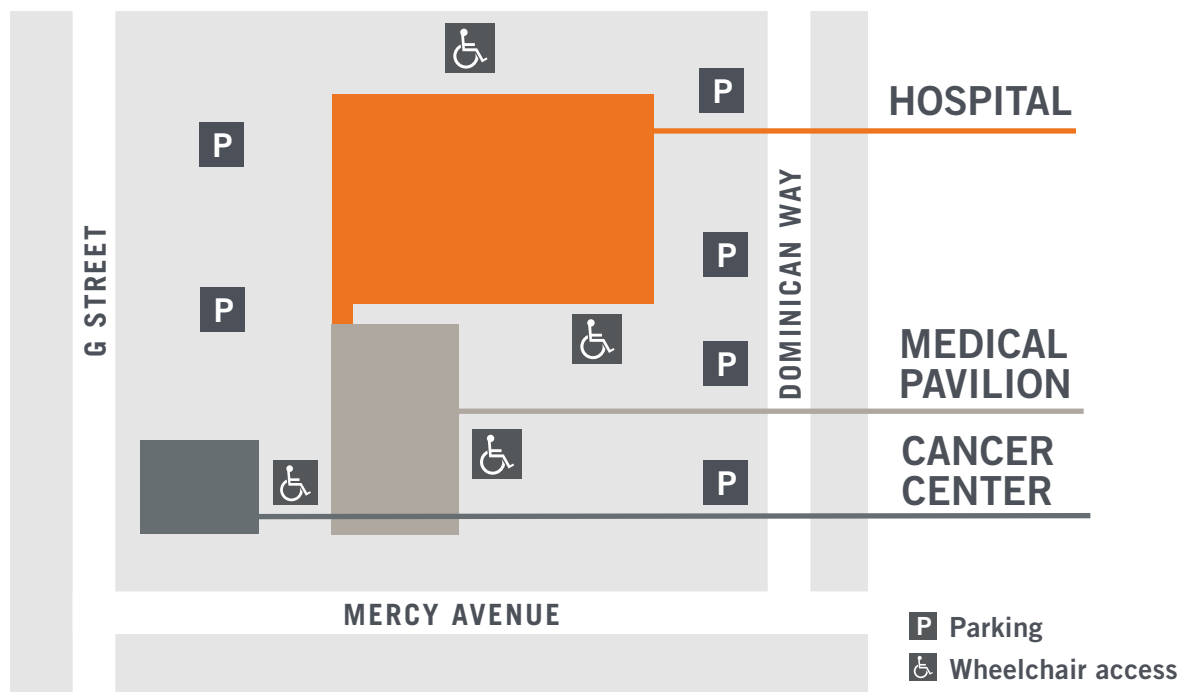 P
HOSPITAL
P
G STREET
P
DOMINICAN WAY
P
P
MEDICAL
PAVILION
P
CANCER
CENTER
P
MERCY AVENUE
P Parking
Wheelchair access